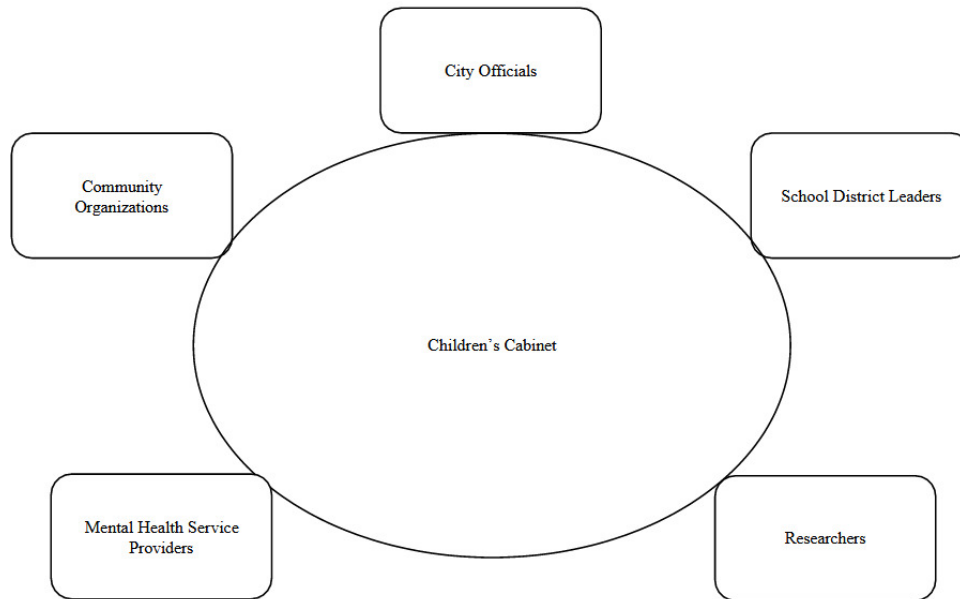 City Officials
Community
Organizations
School District Leaders
Children’s Cabinet
Mental Health Service
Providers
Researchers